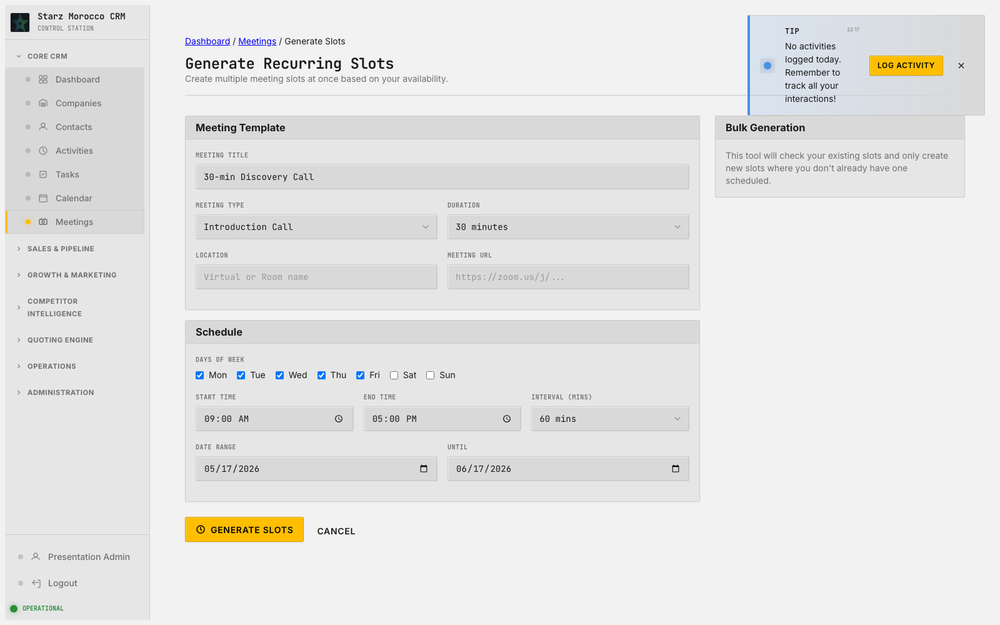 Starz Morocco CRM
CONTROL STATION
CORE CRM
Dashboard
Companies
Contacts
Activities
Tasks
Calendar
Meetings
SALES & PIPELINE
GROWTH & MARKETING
COMPETITOR
INTELLIGENCE
QUOTING ENGINE
OPERATIONS
ADMINISTRATION
Presentation Admin
Logout
OPERATIONAL
Dashboard / Meetings / Generate Slots
Generate Recurring Slots
Create multiple meeting slots at once based on your availability.
TIP 22:17
No activities
logged today.
Remember to
track all your
interactions!
LOG ACTIVITY
Meeting Template
MEETING TITLE
30-min Discovery Call
MEETING TYPE DURATION
Introduction Call 30 minutes
LOCATION MEETING URL
Virtual or Room name https://zoom.us/j/...
Schedule
DAYS OF WEEK
Mon Tue Wed Thu Fri Sat Sun
START TIME END TIME INTERVAL (MINS)
09:00 AM 05:00 PM 60 mins
DATE RANGE UNTIL
05/17/2026 06/17/2026
GENERATE SLOTS CANCEL
Bulk Generation
This tool will check your existing slots and only create
new slots where you don't already have one
scheduled.